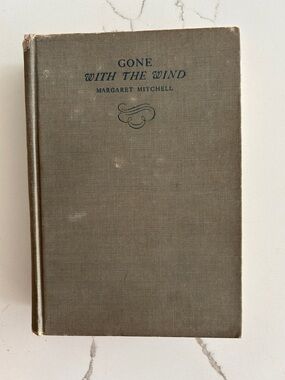 GONE
WITH THE WIND
MARGARET MITCHELL